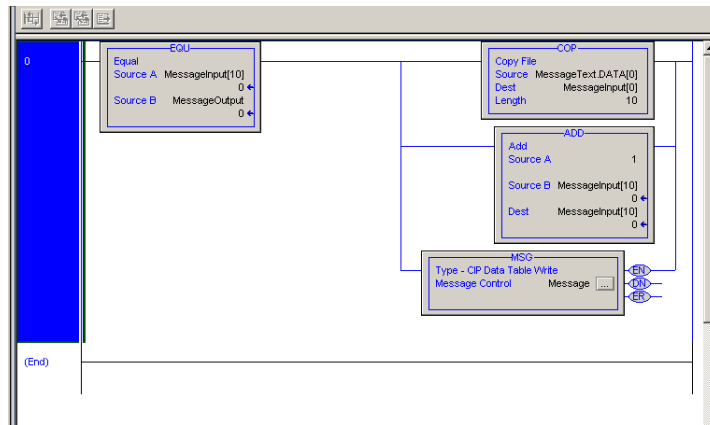 0
EQU
Equal
Source A MessageInput[10]
0
Source B MessageOutput
0
COP
Copy File
Source MessageText.DATA[0]
Dest MessageInput[0]
Length 10
ADD
Add
Source A 1
Source B MessageInput[10]
0
Dest MessageInput[10]
0
MSG
Type - CIP Data Table Write
Message Control Message ...
EN
DN
ER
(End)